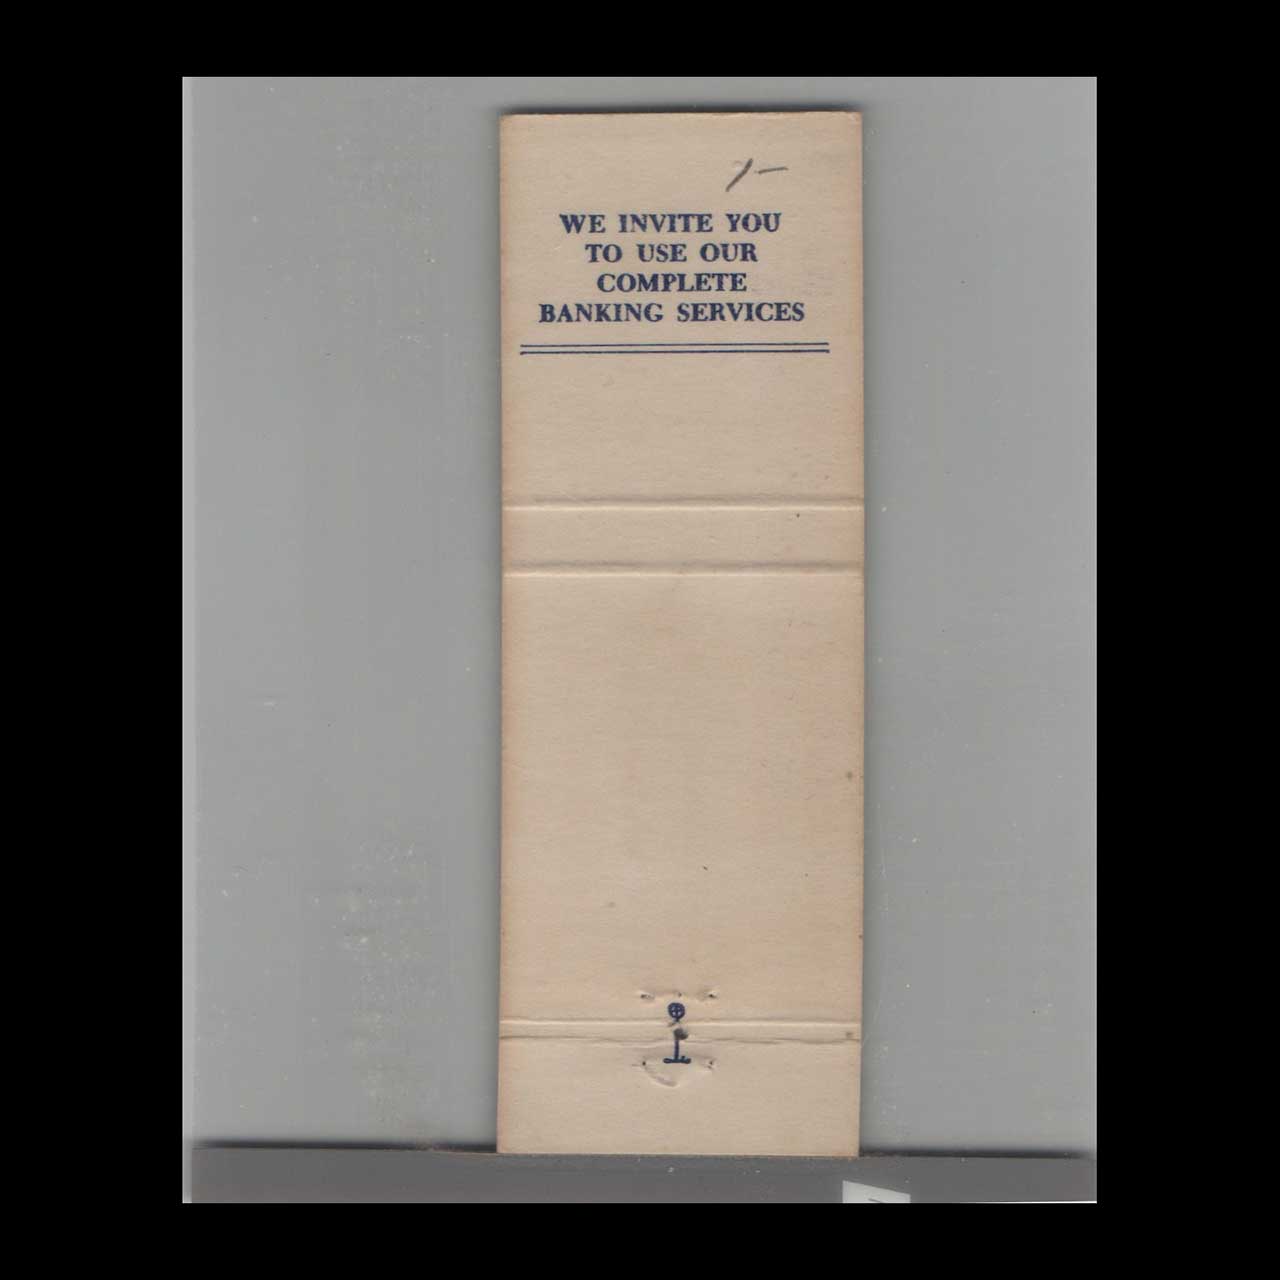 WE INVITE YOU
TO USE OUR
COMPLETE
BANKING SERVICES